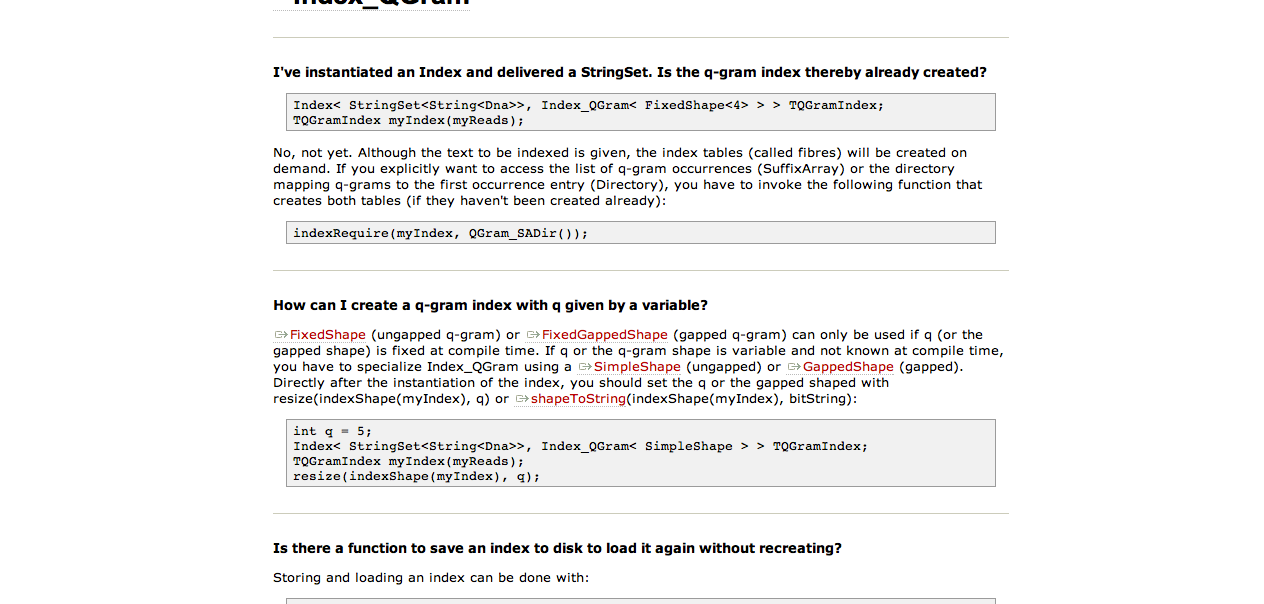 Index_QGram
I've instantiated an Index and delivered a StringSet. Is the q-gram index thereby already created?
Index< StringSet<String<Dna>>, Index_QGram< FixedShape<4> > > TQGramIndex;
TQGramIndex myIndex(myReads);
No, not yet. Although the text to be indexed is given, the index tables (called fibres) will be created on
demand. If you explicitly want to access the list of q-gram occurrences (SuffixArray) or the directory
mapping q-grams to the first occurrence entry (Directory), you have to invoke the following function that
creates both tables (if they haven't been created already):
indexRequire(myIndex, QGram_SADir());
How can I create a q-gram index with q given by a variable?
FixedShape (ungapped q-gram) or FixedGappedShape (gapped q-gram) can only be used if q (or the
gapped shape) is fixed at compile time. If q or the q-gram shape is variable and not known at compile time,
you have to specialize Index_QGram using a SimpleShape (ungapped) or GappedShape (gapped).
Directly after the instantiation of the index, you should set the q or the gapped shaped with
resize(indexShape(myIndex), q) or shapeToString(indexShape(myIndex), bitString):
int q = 5;
Index< StringSet<String<Dna>>, Index_QGram< SimpleShape > > TQGramIndex;
TQGramIndex myIndex(myReads);
resize(indexShape(myIndex), q);
Is there a function to save an index to disk to load it again without recreating?
Storing and loading an index can be done with: